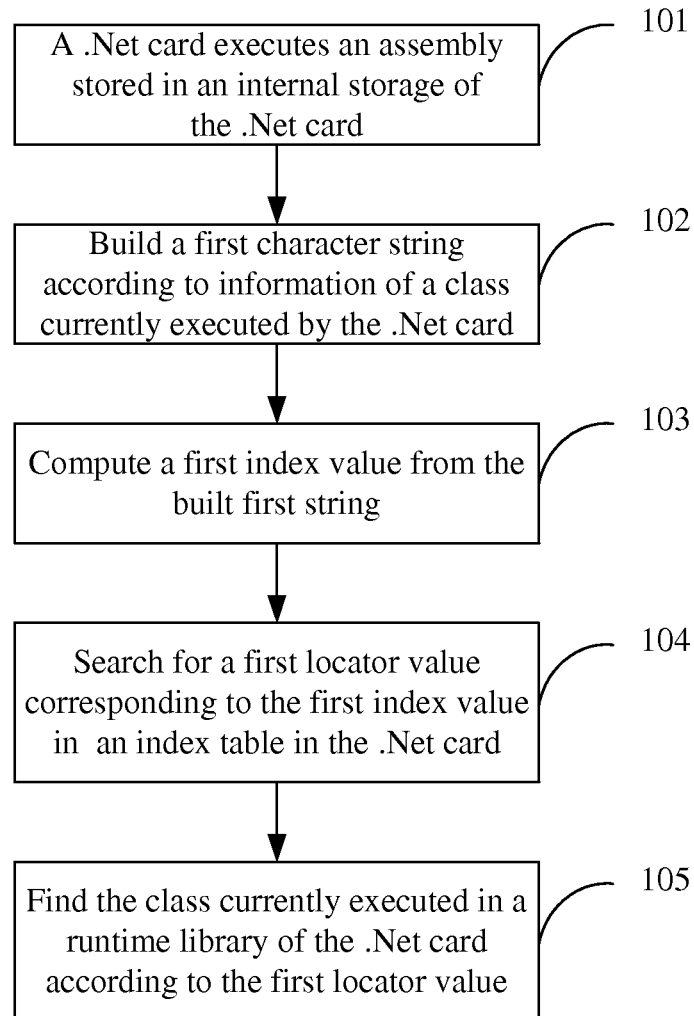 A .Net card executes an assembly
stored in an internal storage of
the .Net card
101
Build a first character string
according to information of a class
currently executed by the .Net card
102
Compute a first index value from the
built first string
103
Search for a first locator value
corresponding to the first index value
in an index table in the .Net card
104
Find the class currently executed in a
runtime library of the .Net card
according to the first locator value
105